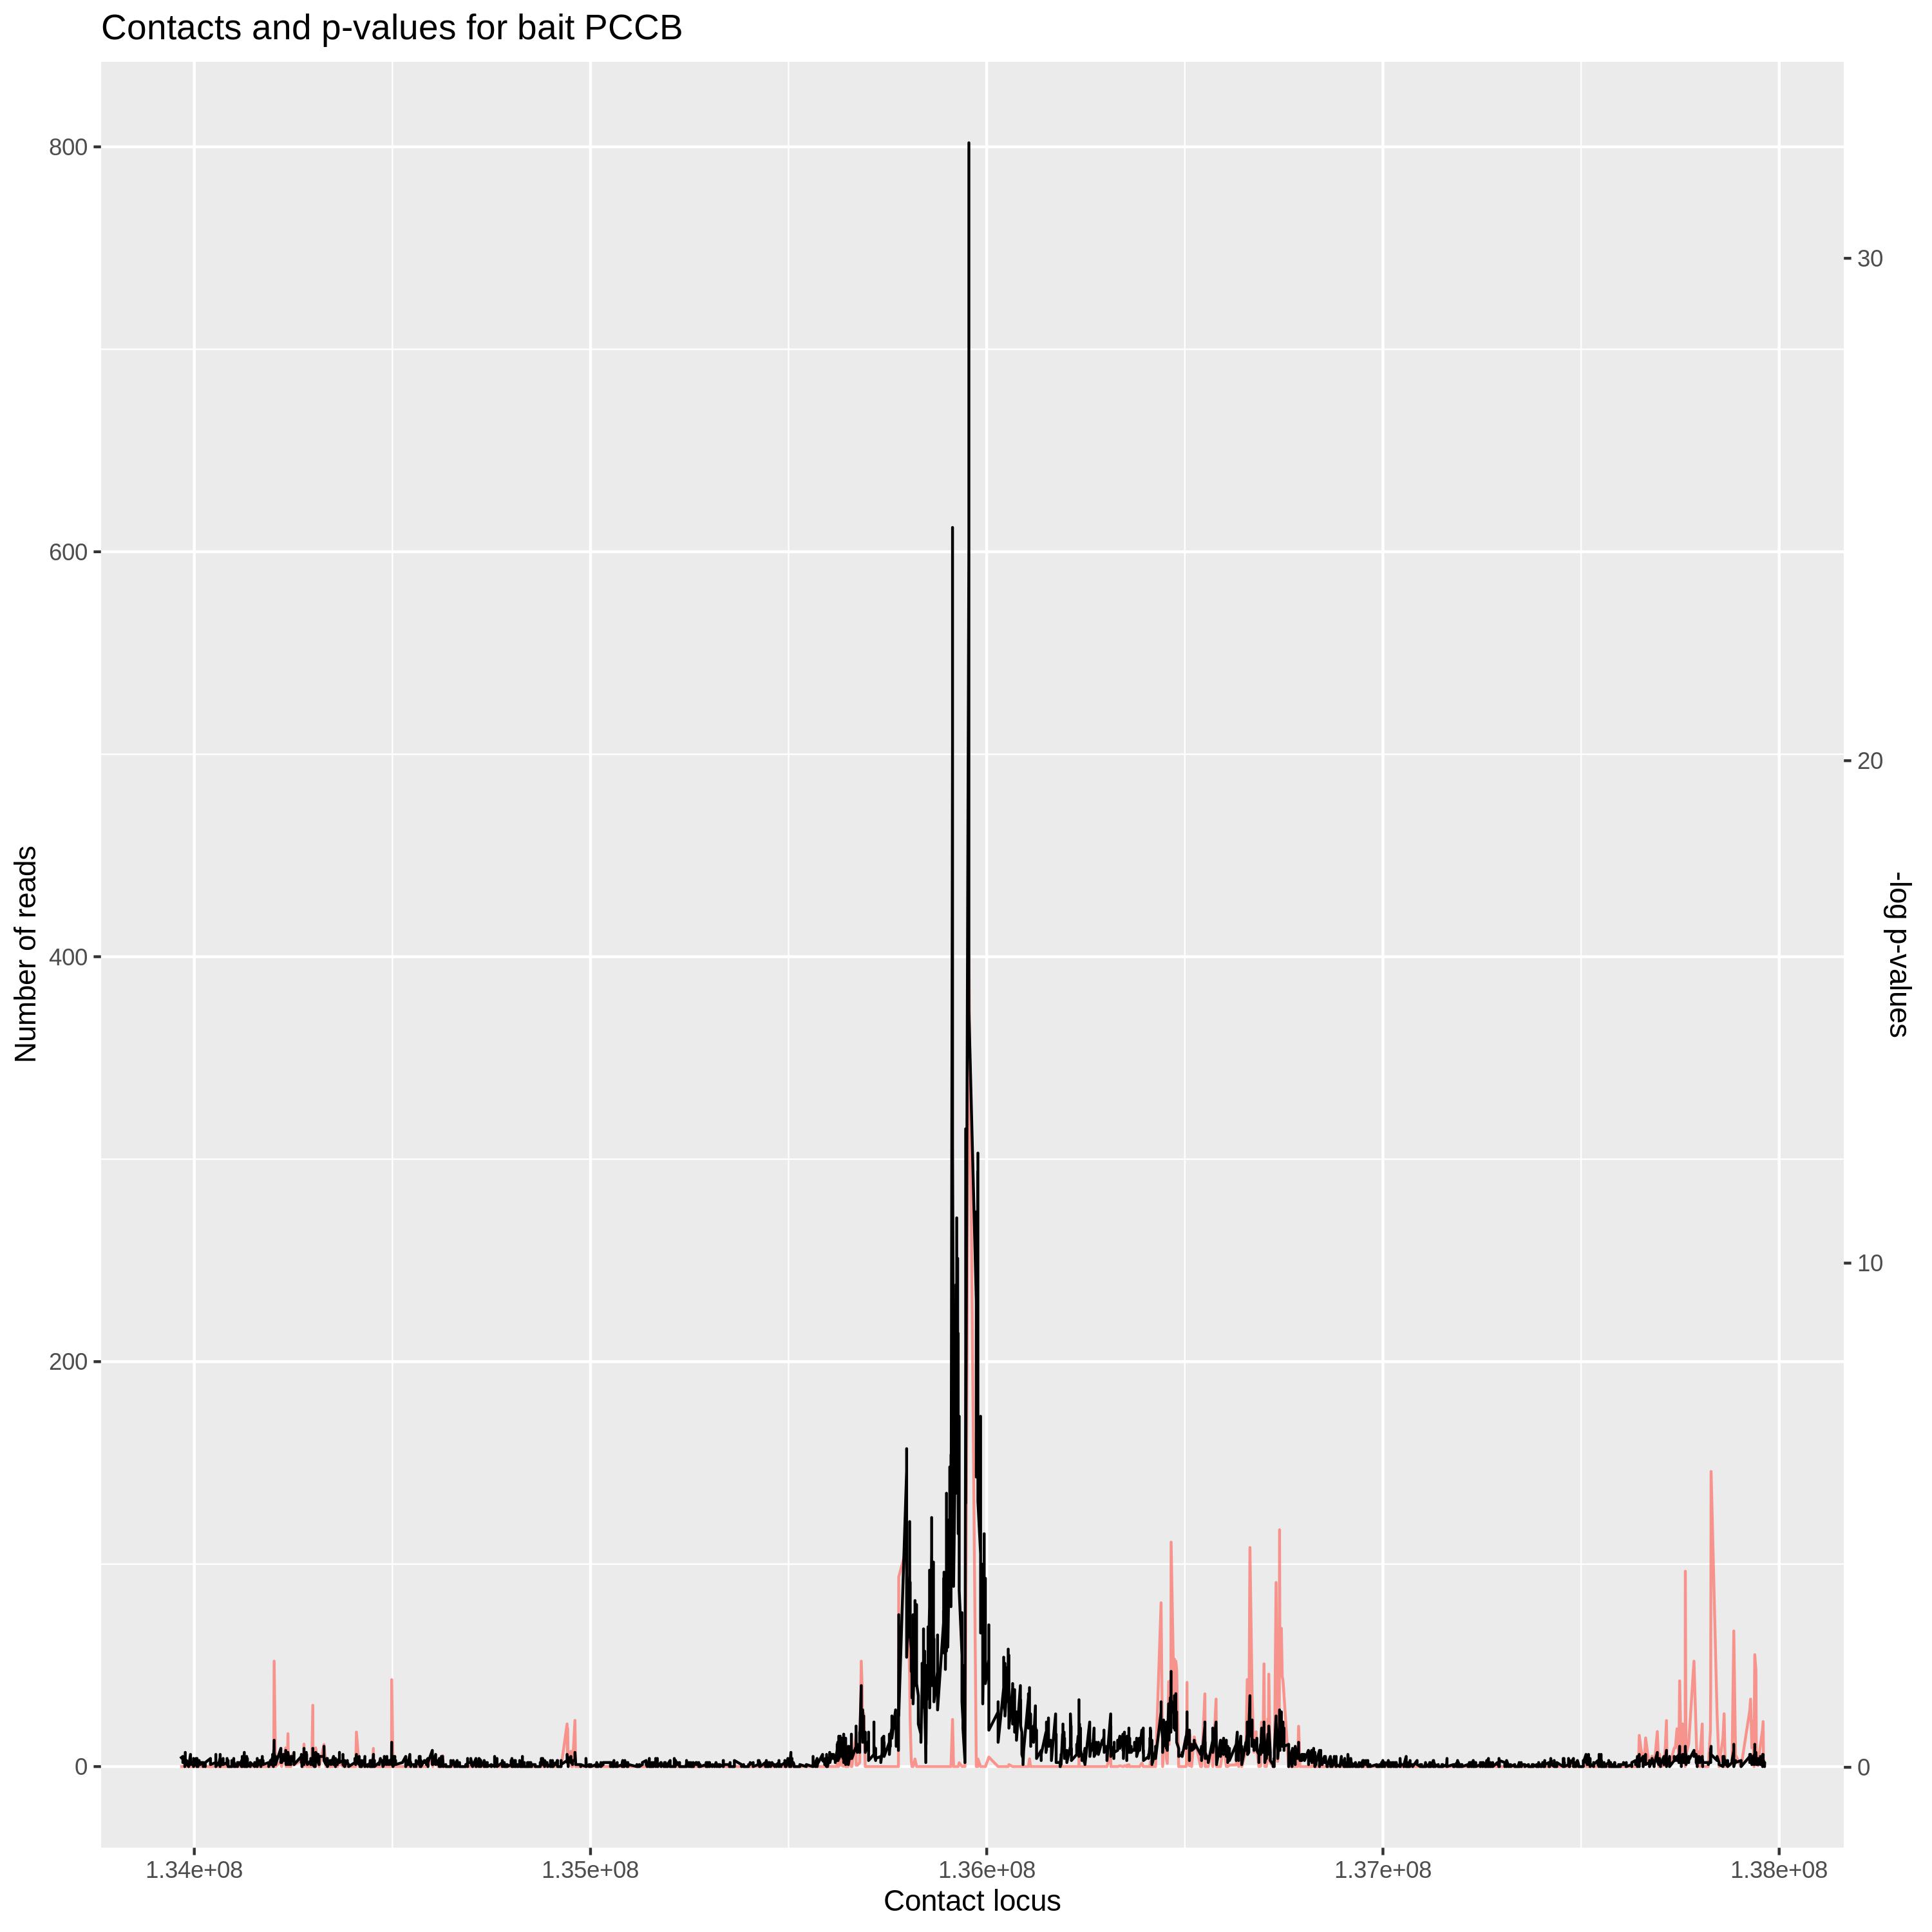 Contacts and p-values for bait PCCB
800
600
400
200
0
30
20
10
0
Number of reads
-log p-values
1.34e+08 1.35e+08 1.36e+08 1.37e+08 1.38e+08
Contact locus